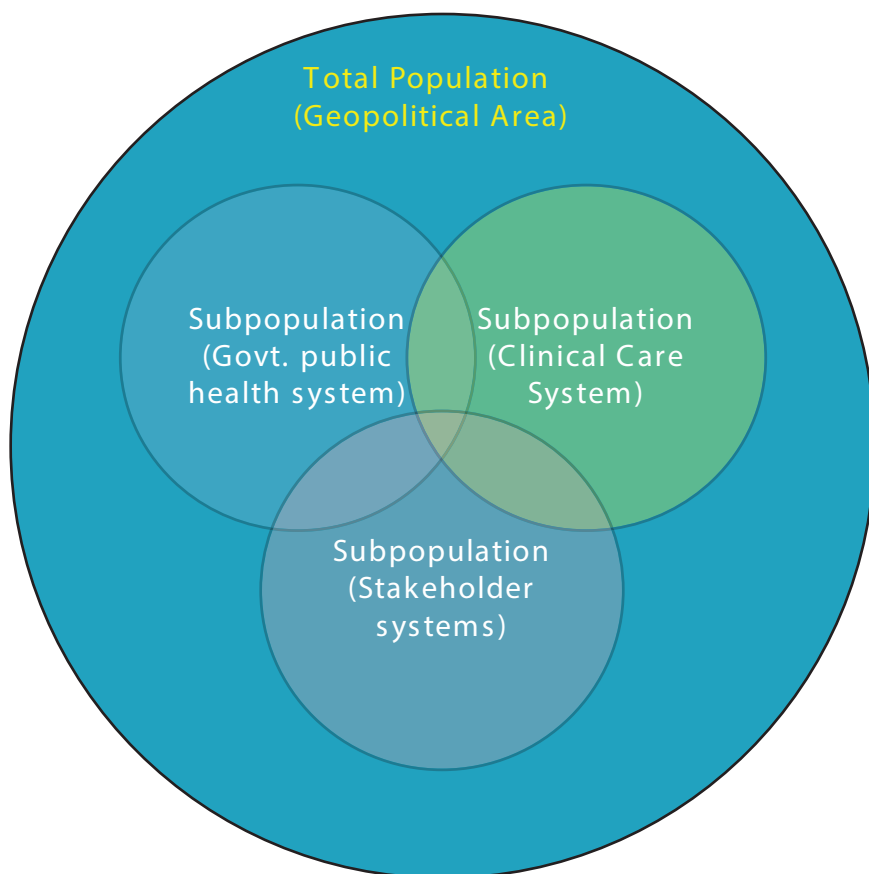 Total Population
(Geopolitical Area)
Subpopulation
(Govt. public
health system)
Subpopulation
(Clinical Care
System)
Subpopulation
(Stakeholder
systems)